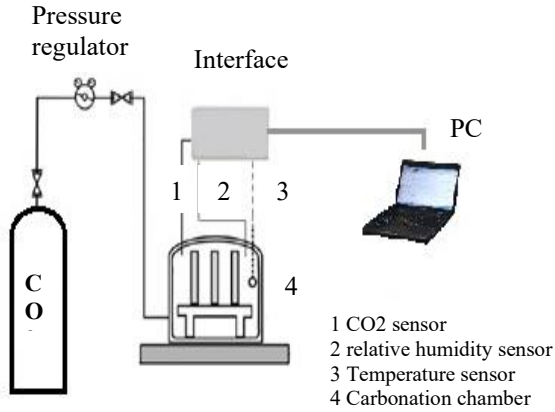 Pressure
regulator
Interface
PC
1 2 3
4
C
O
1 CO2 sensor
2 relative humidity sensor
3 Temperature sensor
4 Carbonation chamber